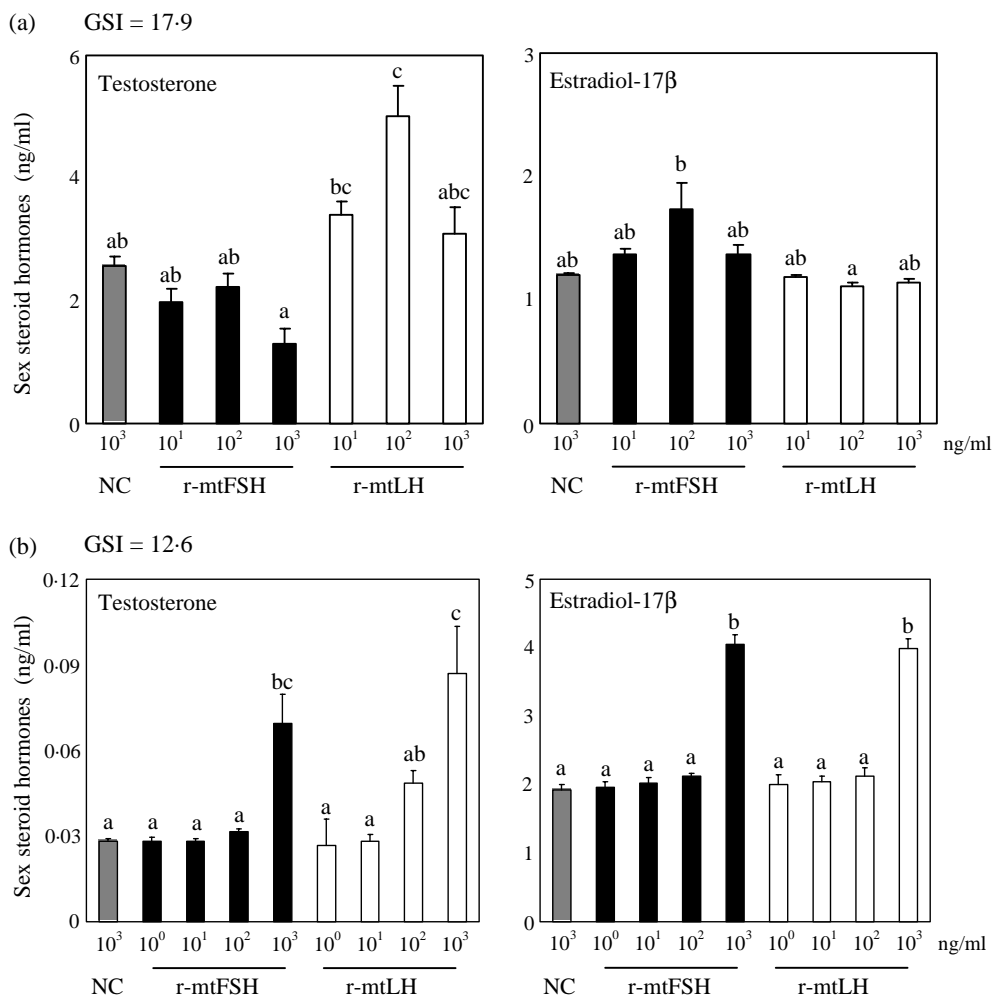 (a) GSI = 17·9
Testosterone
Sex steroid hormones (ng/ml)
6
4
2
0
ab ab ab a bc c abc
10³ 10¹ 10² 10³ 10¹ 10² 10³
NC r-mtFSH r-mtLH
Estradiol-17β
3
2
1
0
ab ab b ab ab a ab
10³ 10¹ 10² 10³ 10¹ 10² 10³ ng/ml
NC r-mtFSH r-mtLH
(b) GSI = 12·6
Testosterone
Sex steroid hormones (ng/ml)
0·12
0·09
0·06
0·03
0
a a a a bc a a ab c
10³ 10⁰ 10¹ 10² 10³ 10⁰ 10¹ 10² 10³
NC r-mtFSH r-mtLH
Estradiol-17β
5
4
3
2
1
0
a a a a b a a a b
10³ 10⁰ 10¹ 10² 10³ 10⁰ 10¹ 10² 10³ ng/ml
NC r-mtFSH r-mtLH